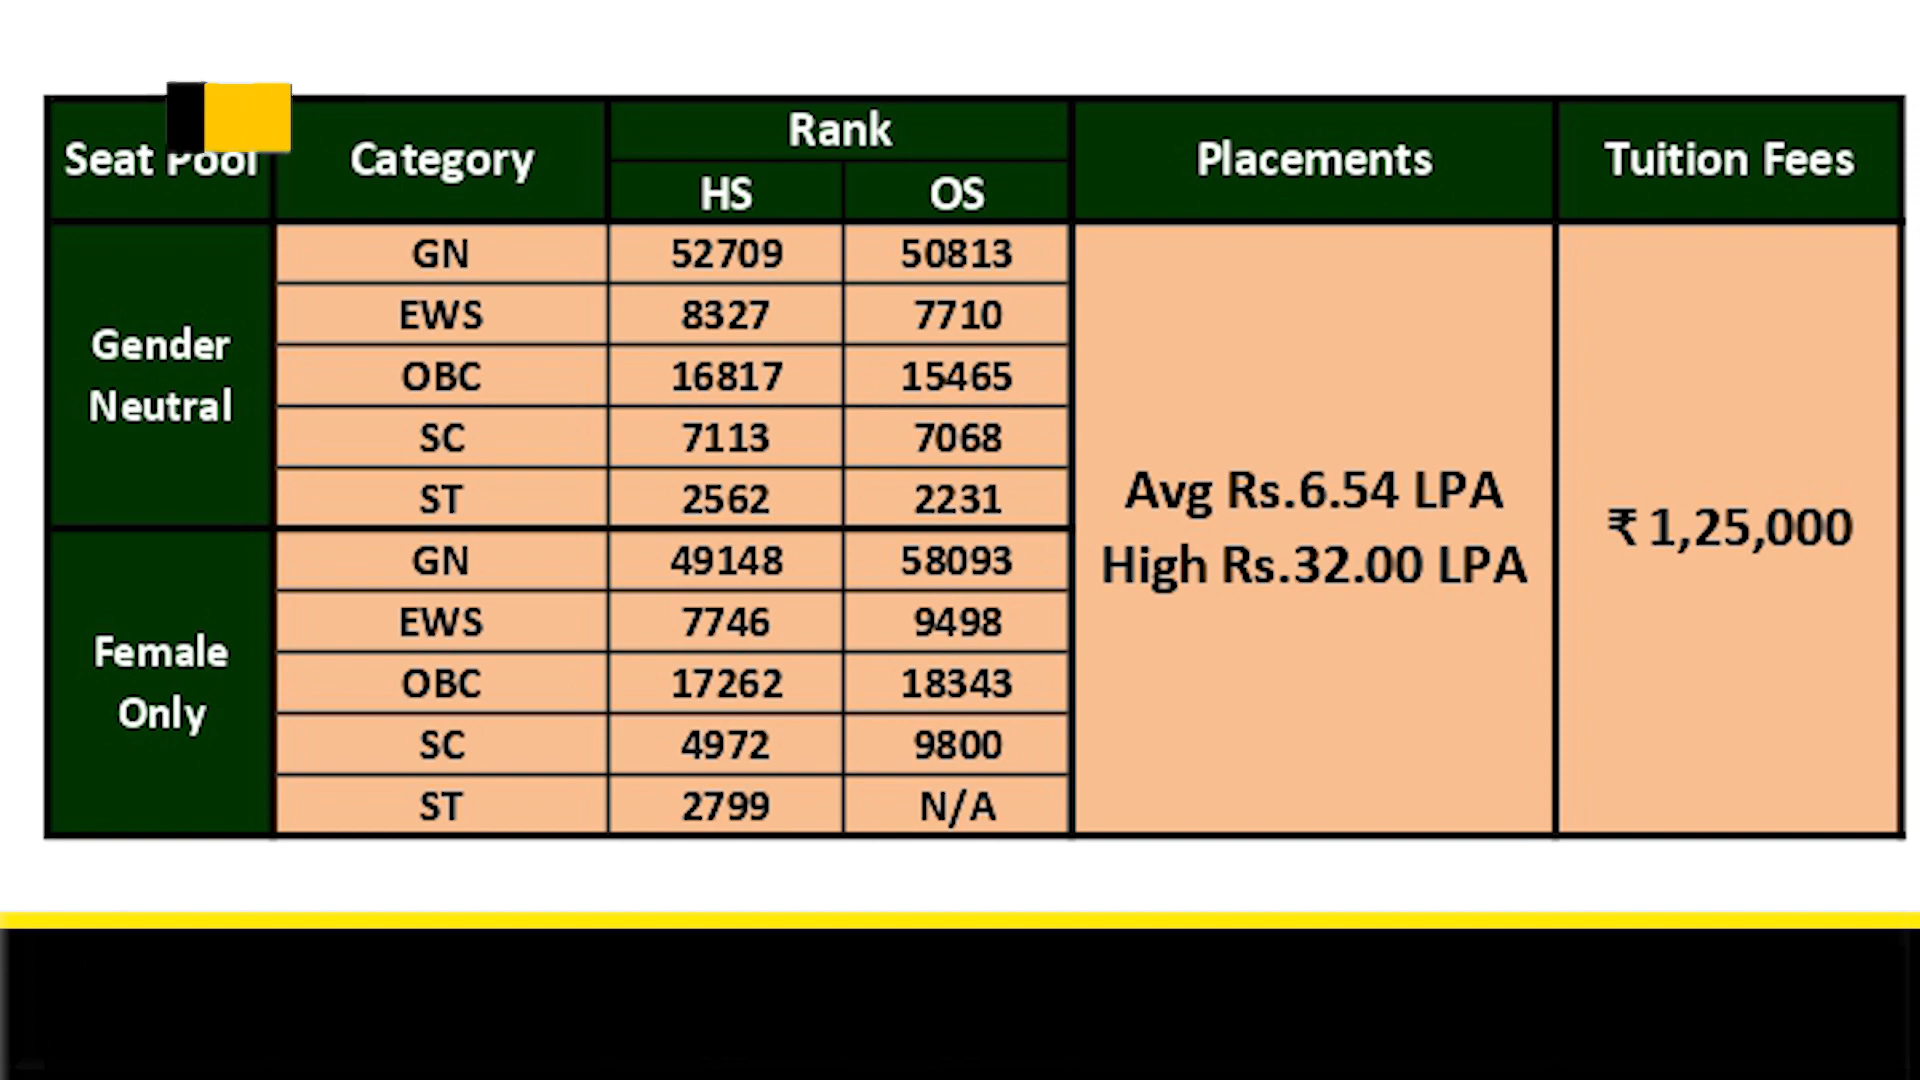 Seat Pool Category Rank Placements Tuition Fees
HS OS
Gender Neutral
GN 52709 50813
EWS 8327 7710
OBC 16817 15465
SC 7113 7068
ST 2562 2231
Female Only
GN 49148 58093
EWS 7746 9498
OBC 17262 18343
SC 4972 9800
ST 2799 N/A
Avg Rs.6.54 LPA
High Rs.32.00 LPA
₹ 1,25,000